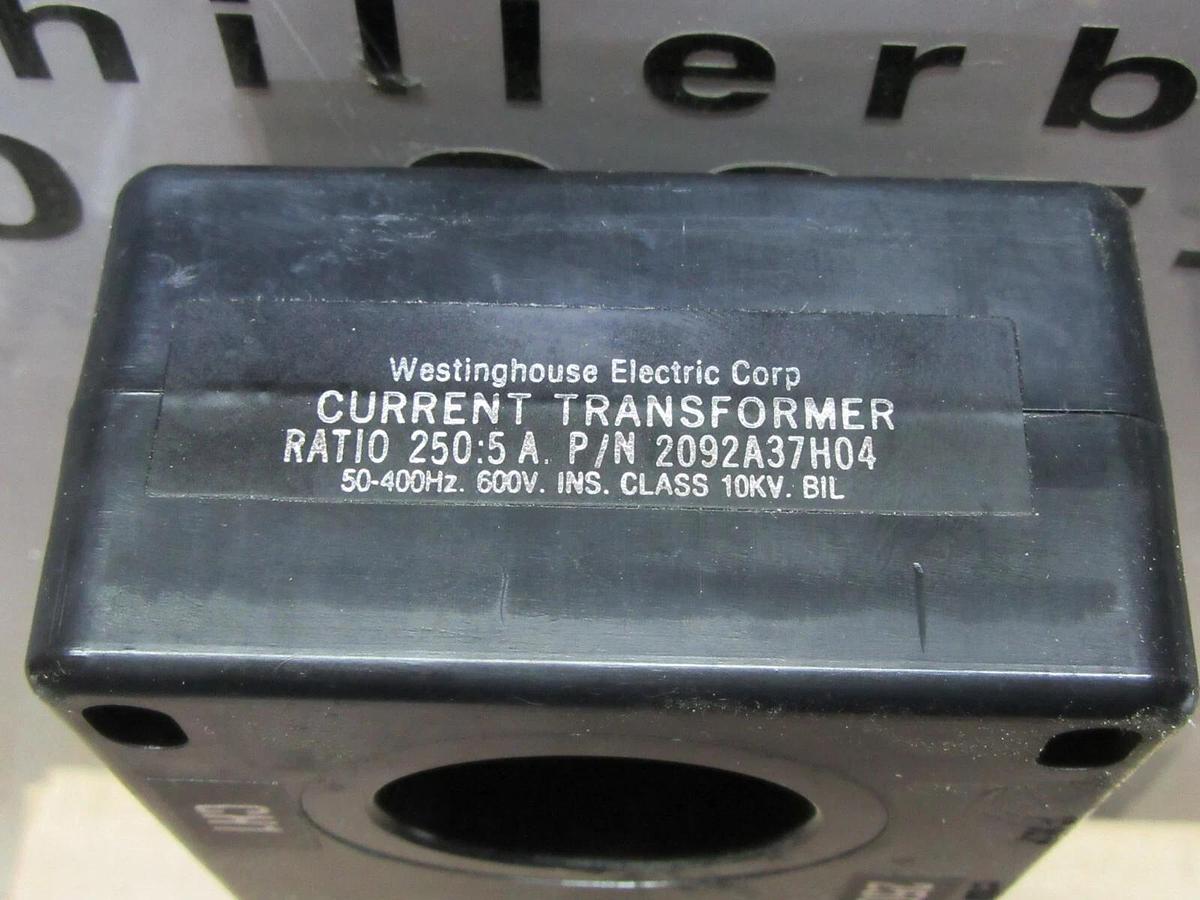 hillerb
Westinghouse Electric Corp
CURRENT TRANSFORMER
RATIO 250:5 A. P/N 2092A37H04
50-400Hz. 600V. INS. CLASS 10KV. BIL